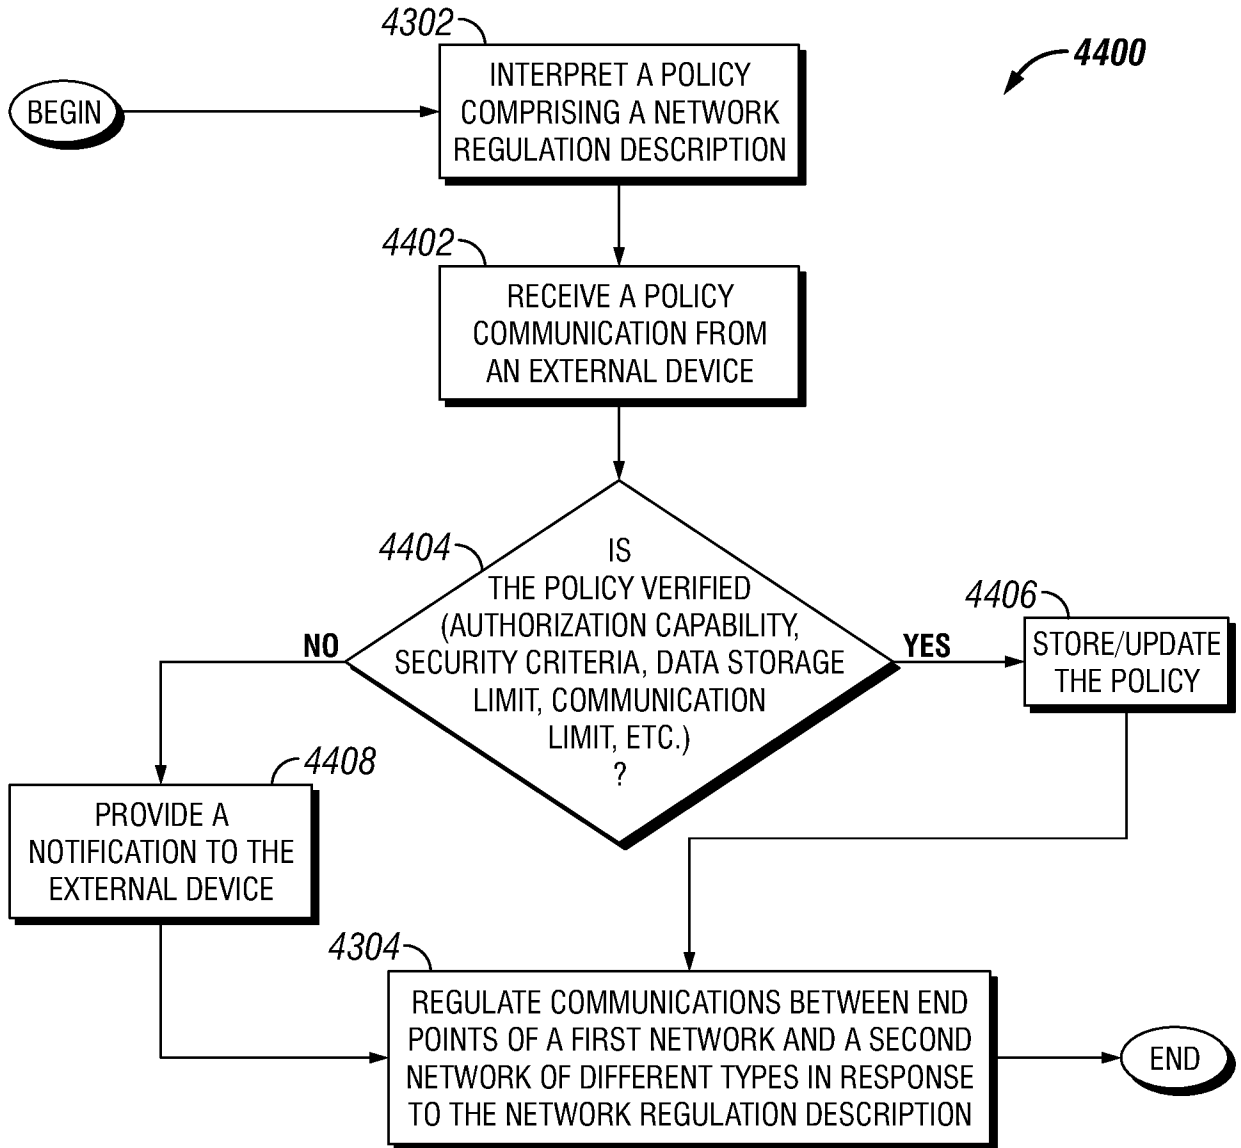 4302
4400
BEGIN
INTERPRET A POLICY
COMPRISING A NETWORK
REGULATION DESCRIPTION
4402
RECEIVE A POLICY
COMMUNICATION FROM
AN EXTERNAL DEVICE
4404
IS
THE POLICY VERIFIED
(AUTHORIZATION CAPABILITY,
SECURITY CRITERIA, DATA STORAGE
LIMIT, COMMUNICATION
LIMIT, ETC.)
?
NO
YES
4406
STORE/UPDATE
THE POLICY
4408
PROVIDE A
NOTIFICATION TO THE
EXTERNAL DEVICE
4304
REGULATE COMMUNICATIONS BETWEEN END
POINTS OF A FIRST NETWORK AND A SECOND
NETWORK OF DIFFERENT TYPES IN RESPONSE
TO THE NETWORK REGULATION DESCRIPTION
END